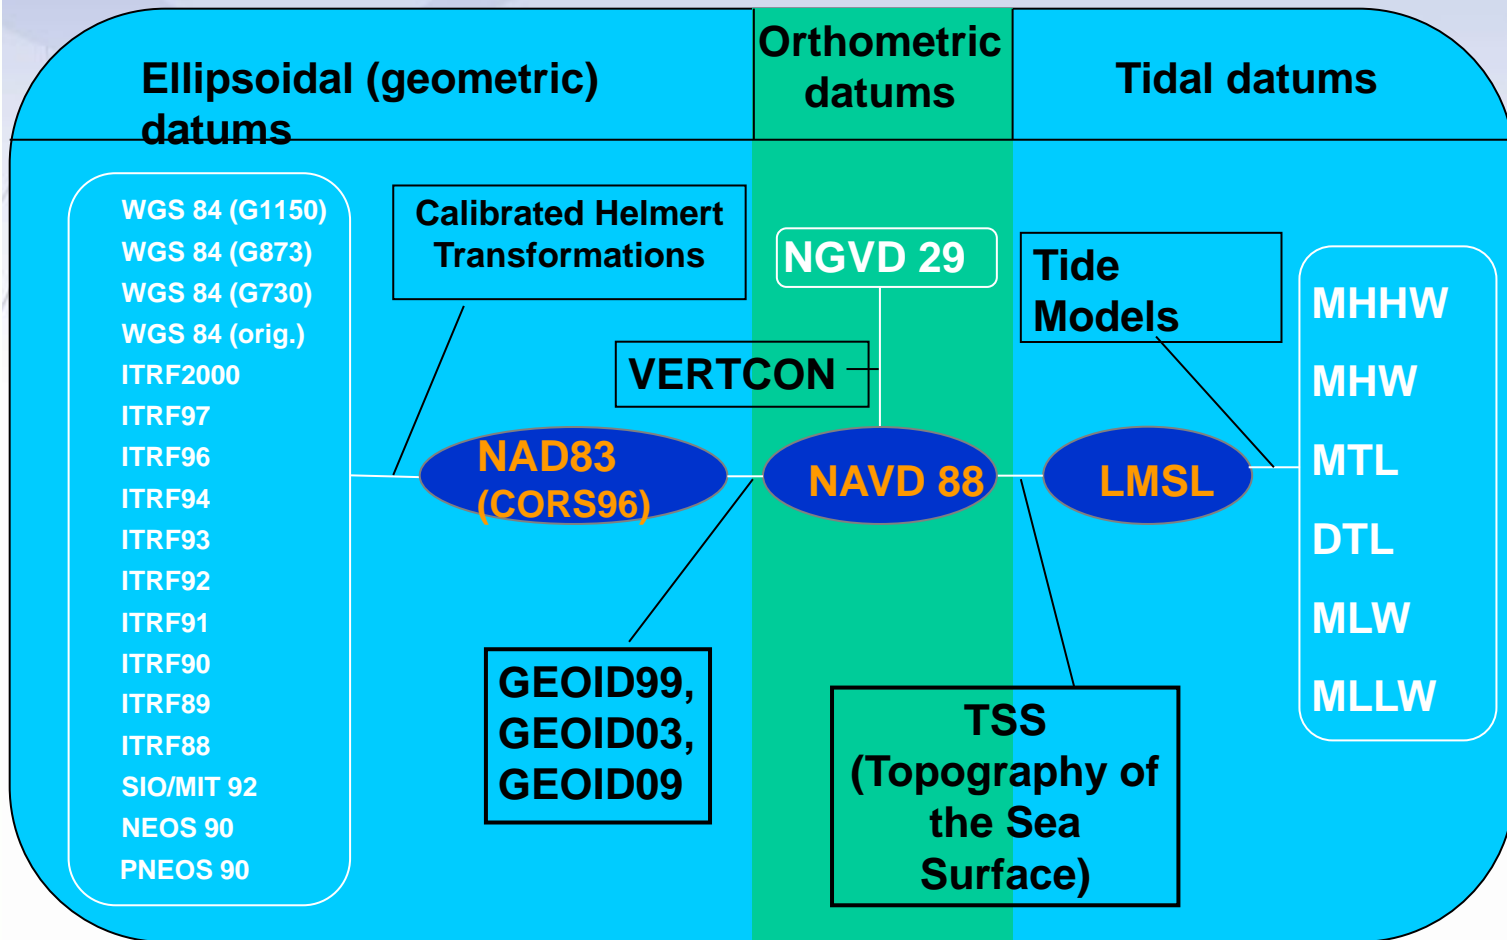 Ellipsoidal (geometric)
datums
Orthometric
datums
Tidal datums
WGS 84 (G1150)
WGS 84 (G873)
WGS 84 (G730)
WGS 84 (orig.)
ITRF2000
ITRF97
ITRF96
ITRF94
ITRF93
ITRF92
ITRF91
ITRF90
ITRF89
ITRF88
SIO/MIT 92
NEOS 90
PNEOS 90
Calibrated Helmert
Transformations
NAD83
(CORS96)
GEOID99,
GEOID03,
GEOID09
NGVD 29
VERTCON
NAVD 88
TSS
(Topography of
the Sea
Surface)
Tide
Models
LMSL
MHHW
MHW
MTL
DTL
MLW
MLLW